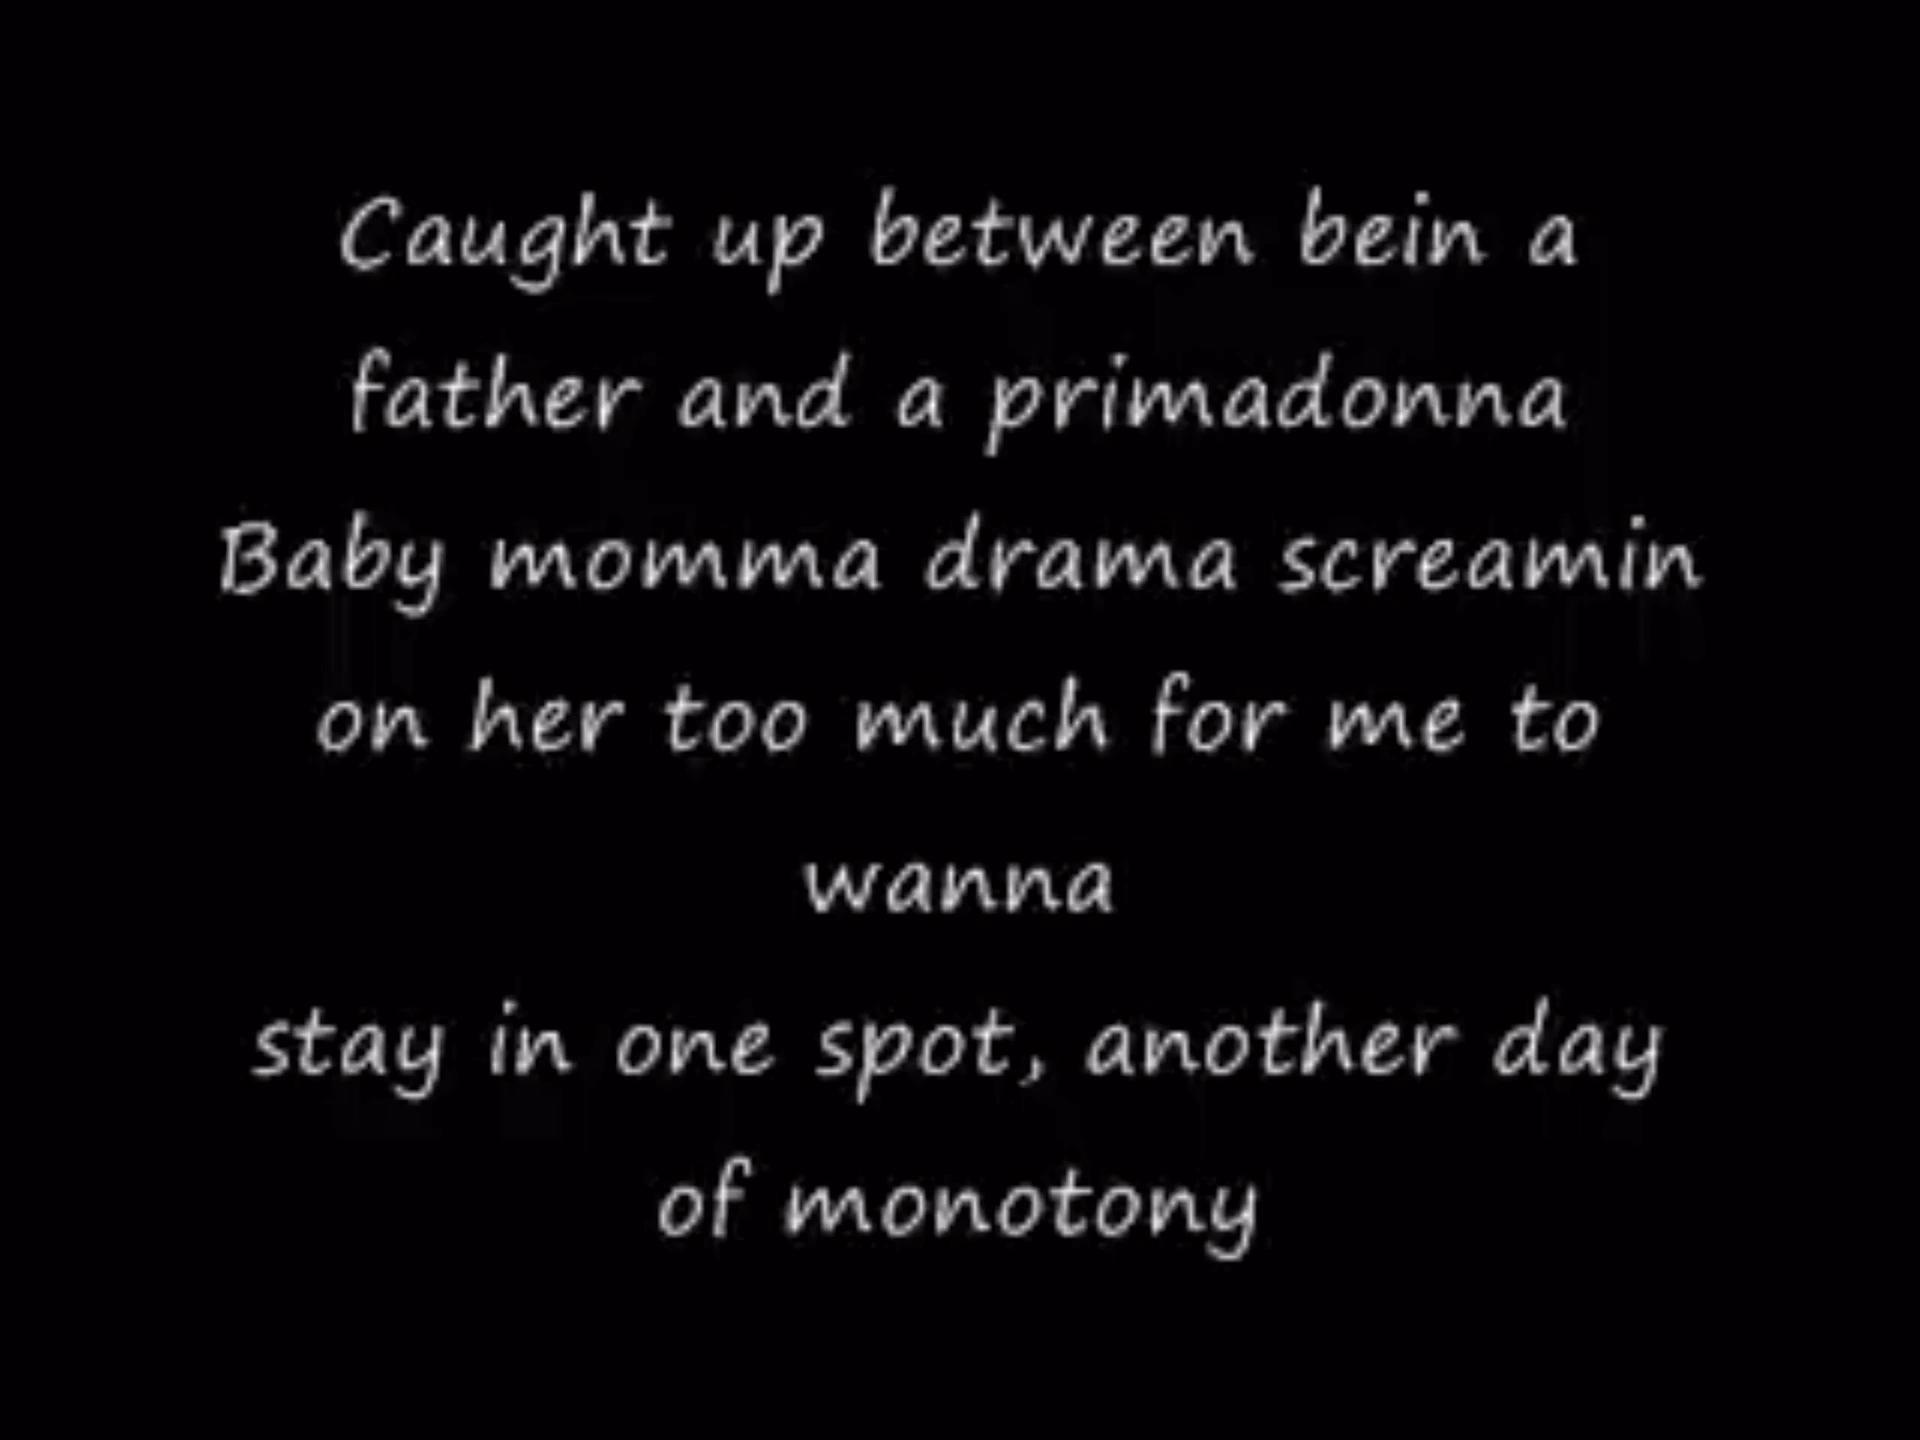 Caught up between bein a
father and a primadonna
Baby momma drama screamin
on her too much for me to
wanna
stay in one spot, another day
of monotony